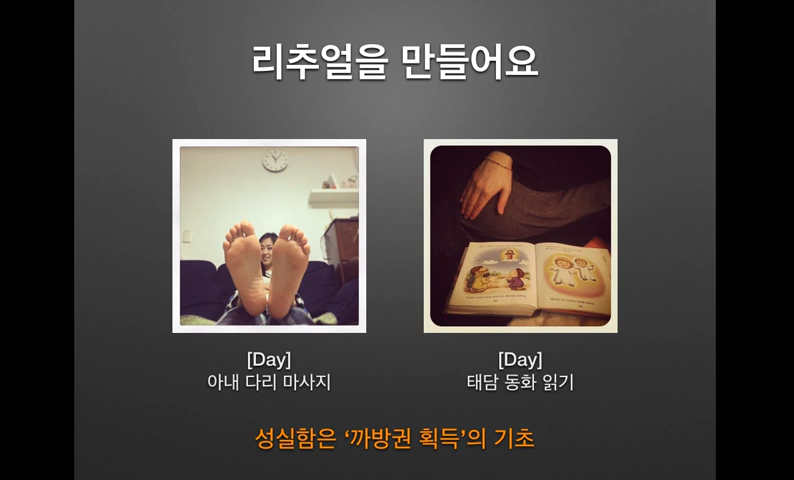 리추얼을 만들어요
[Day]
아내 다리 마사지
[Day]
태담 동화 읽기
성실함은 ‘까방권 획득’의 기초